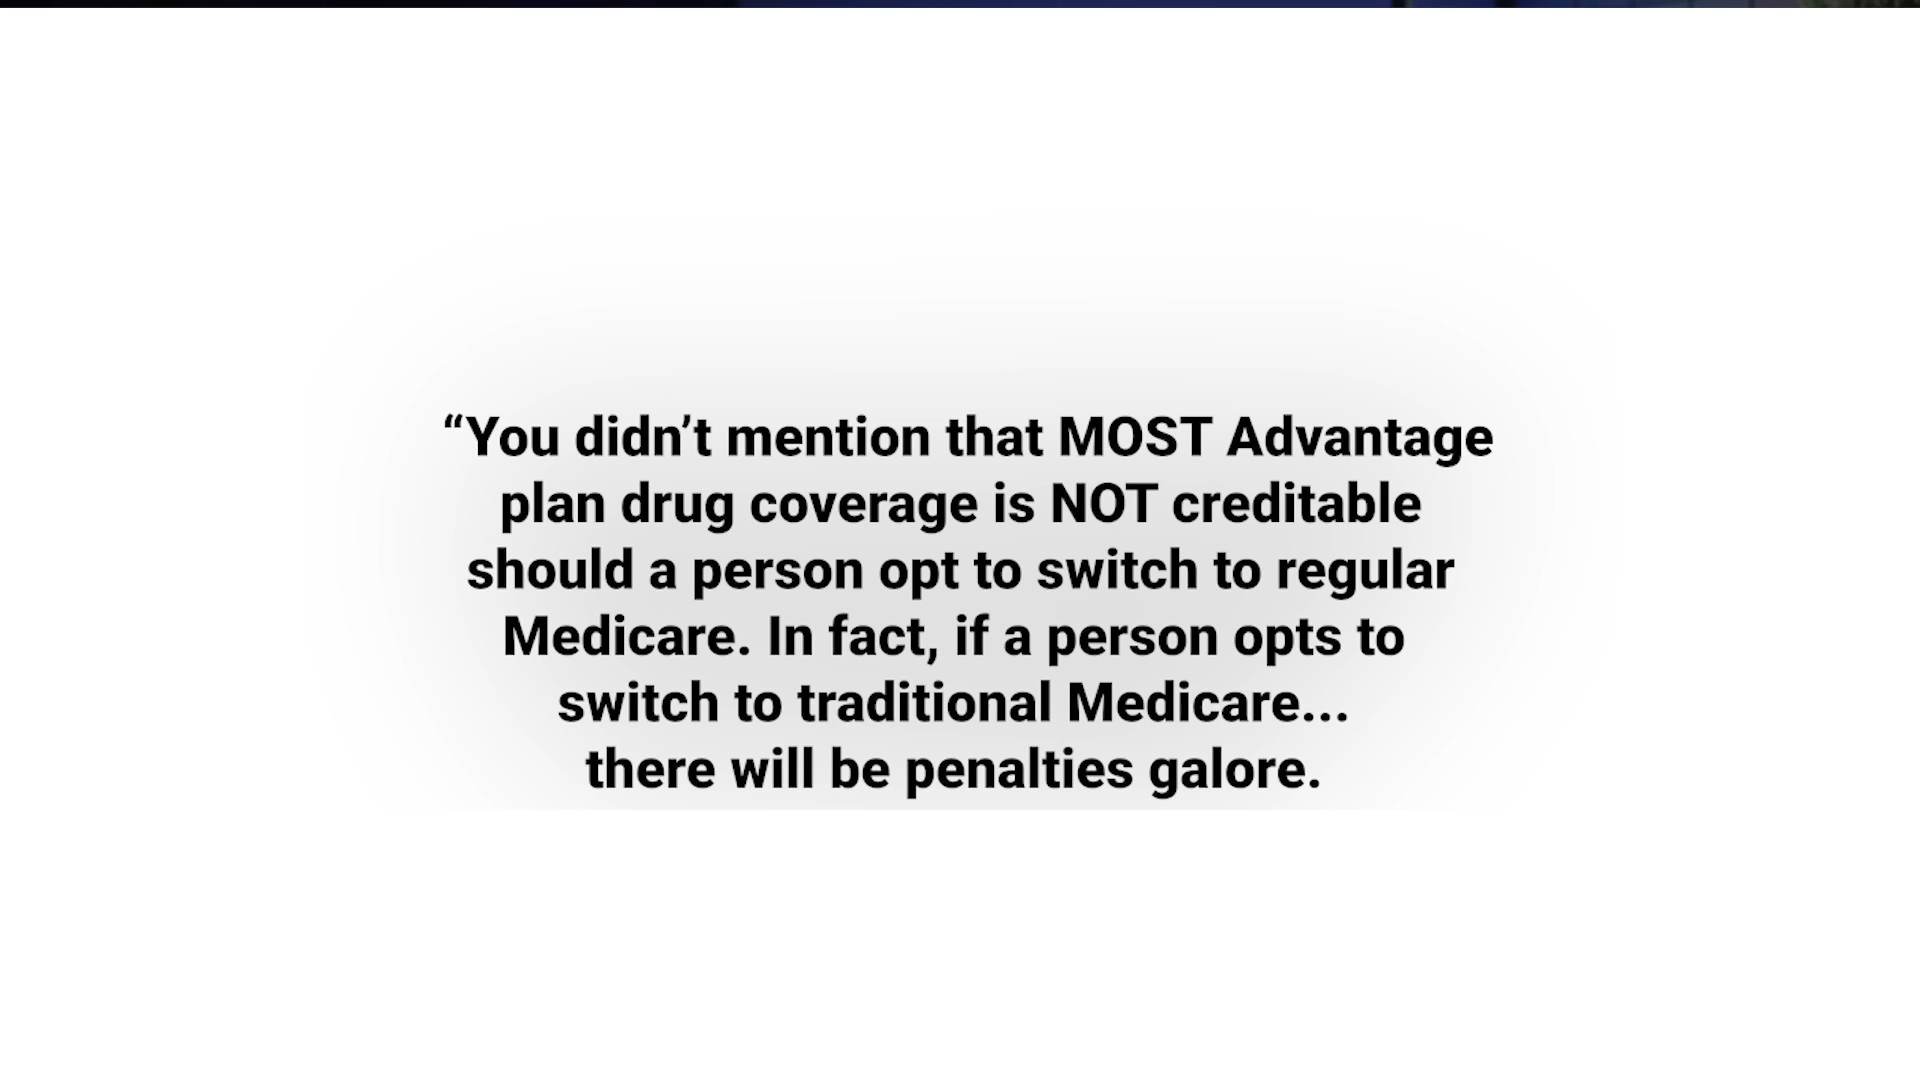 “You didn’t mention that MOST Advantage
plan drug coverage is NOT creditable
should a person opt to switch to regular
Medicare. In fact, if a person opts to
switch to traditional Medicare...
there will be penalties galore.